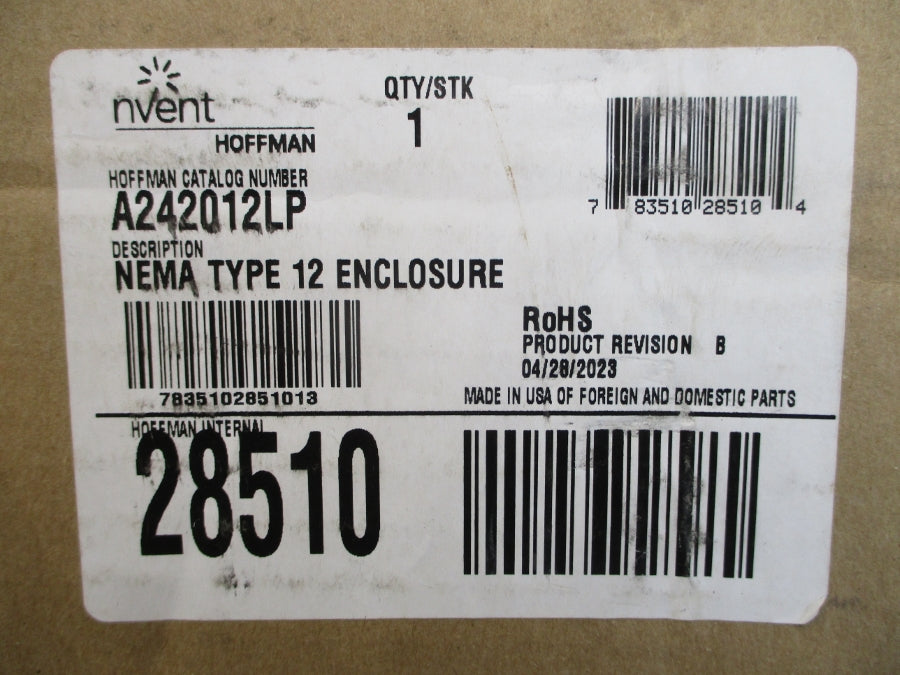 nvent
HOFFMAN
QTY/STK
1
7 83510 28510 4
HOFFMAN CATALOG NUMBER
A242012LP
DESCRIPTION
NEMA TYPE 12 ENCLOSURE
7835102851013
RoHS
PRODUCT REVISION B
04/28/2023
MADE IN USA OF FOREIGN AND DOMESTIC PARTS
HOFFMAN INTERNAL
28510